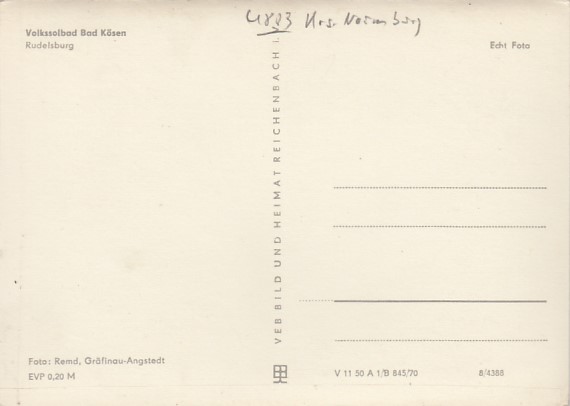 4883 Krs. Naumburg
Volkssolbad Bad Kösen
Rudelsburg
Echt Foto
VEB BILD UND HEIMAT REICHENBACH i.
Foto: Remd, Gräfinau-Angstedt
EVP 0,20 M
V 11 50 A 1/B 845/70
8/4388